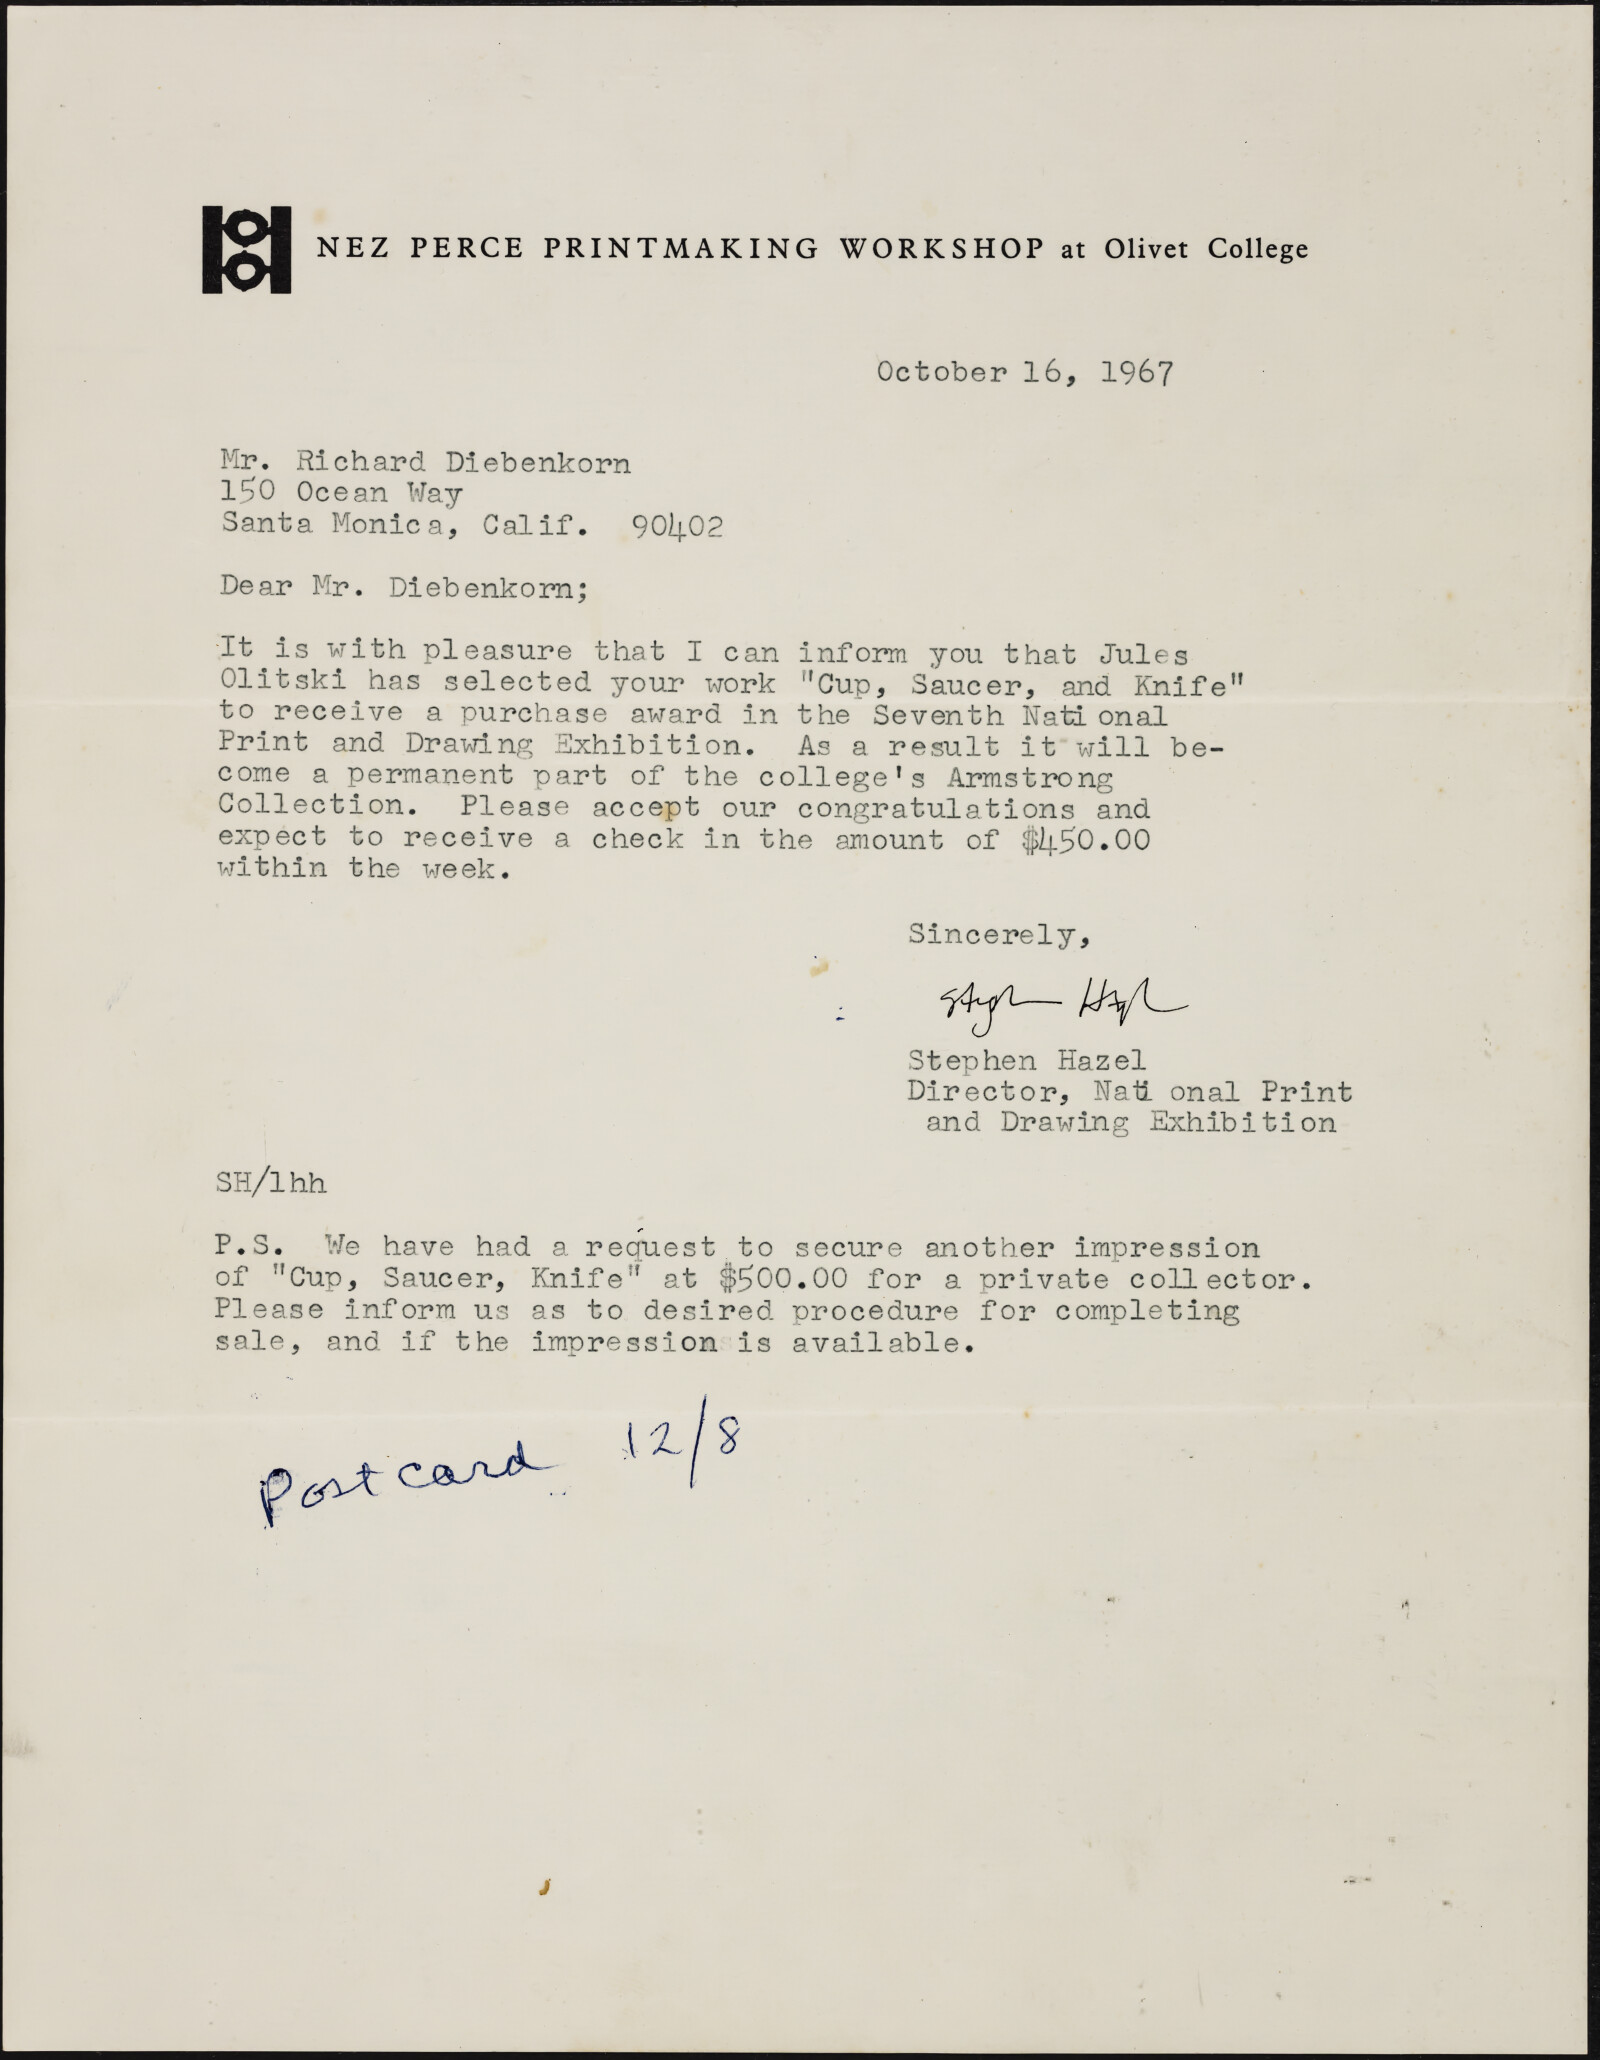 NEZ PERCE PRINTMAKING WORKSHOP at Olivet College
October 16, 1967
Mr. Richard Diebenkorn
150 Ocean Way
Santa Monica, Calif. 90402
Dear Mr. Diebenkorn;
It is with pleasure that I can inform you that Jules
Olitski has selected your work "Cup, Saucer, and Knife"
to receive a purchase award in the Seventh National
Print and Drawing Exhibition. As a result it will be-
come a permanent part of the college's Armstrong
Collection. Please accept our congratulations and
expect to receive a check in the amount of $450.00
within the week.
Sincerely,
Stephen Hazel
Stephen Hazel
Director, National Print
and Drawing Exhibition
SH/lhh
P.S. We have had a request to secure another impression
of "Cup, Saucer, Knife" at $500.00 for a private collector.
Please inform us as to desired procedure for completing
sale, and if the impression is available.
Postcard 12/8